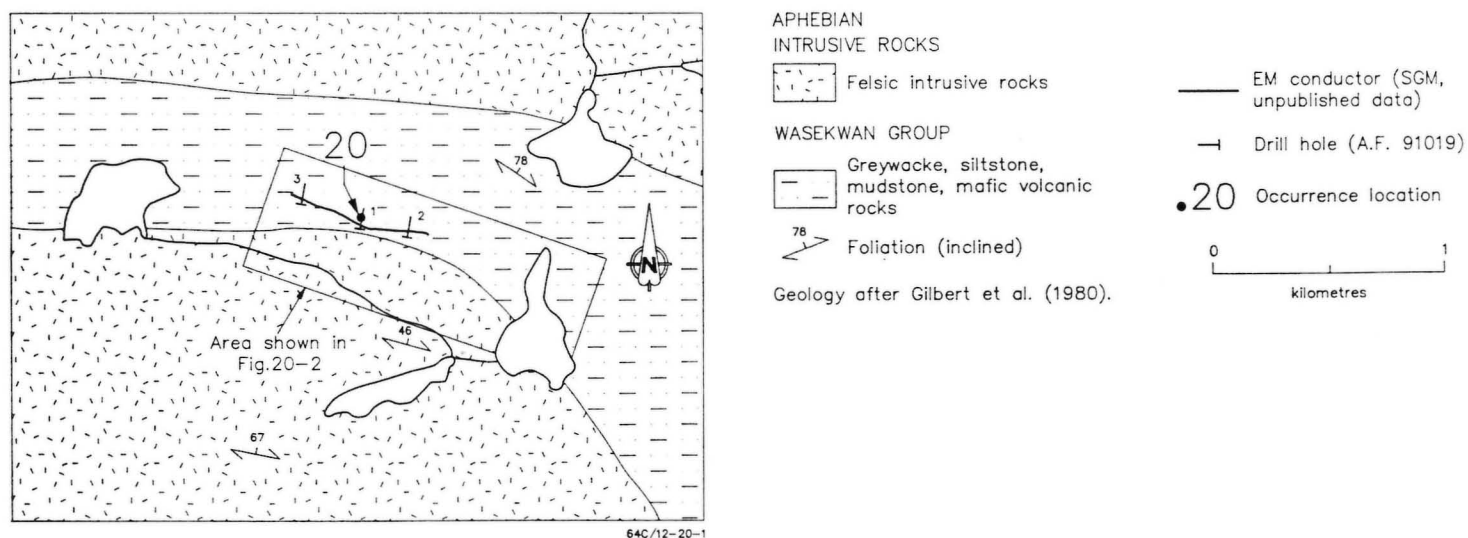 20
78
3
1
2
N
Area shown in
Fig.20-2
46
67
64C/12-20-1
APHEBIAN
INTRUSIVE ROCKS
Felsic intrusive rocks
WASEKWAN GROUP
Greywacke, siltstone,
mudstone, mafic volcanic
rocks
78
Foliation (inclined)
Geology after Gilbert et al. (1980).
EM conductor (SGM,
unpublished data)
Drill hole (A.F. 91019)
.20 Occurrence location
0 1
kilometres